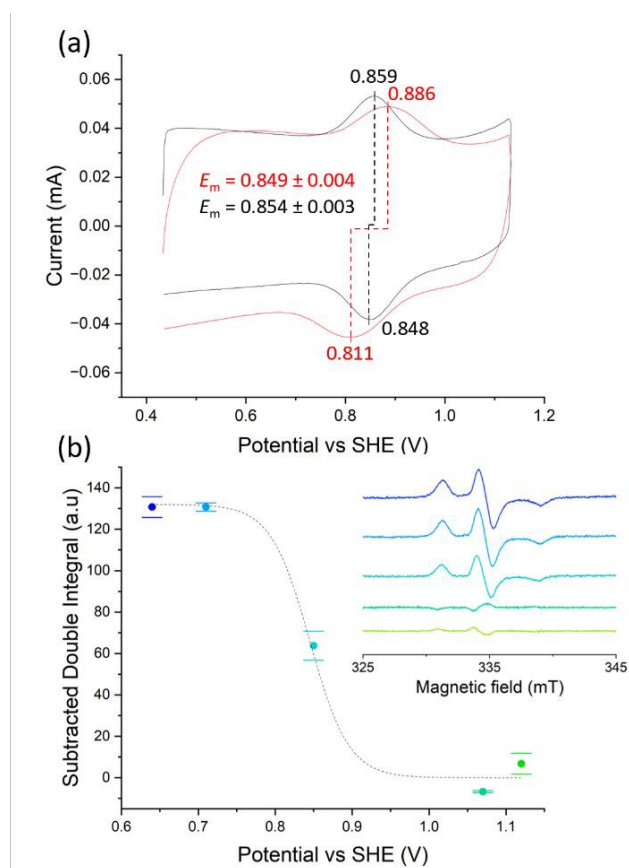 (a)
0.859
0.886
0.06
0.04
0.02
0.00
−0.02
−0.04
−0.06
Current (mA)
Em = 0.849 ± 0.004
Em = 0.854 ± 0.003
0.848
0.811
0.4 0.6 0.8 1.0 1.2
Potential vs SHE (V)
(b)
140
120
100
80
60
40
20
0
Subtracted Double Integral (a.u)
325 335 345
Magnetic field (mT)
0.6 0.7 0.8 0.9 1.0 1.1
Potential vs SHE (V)